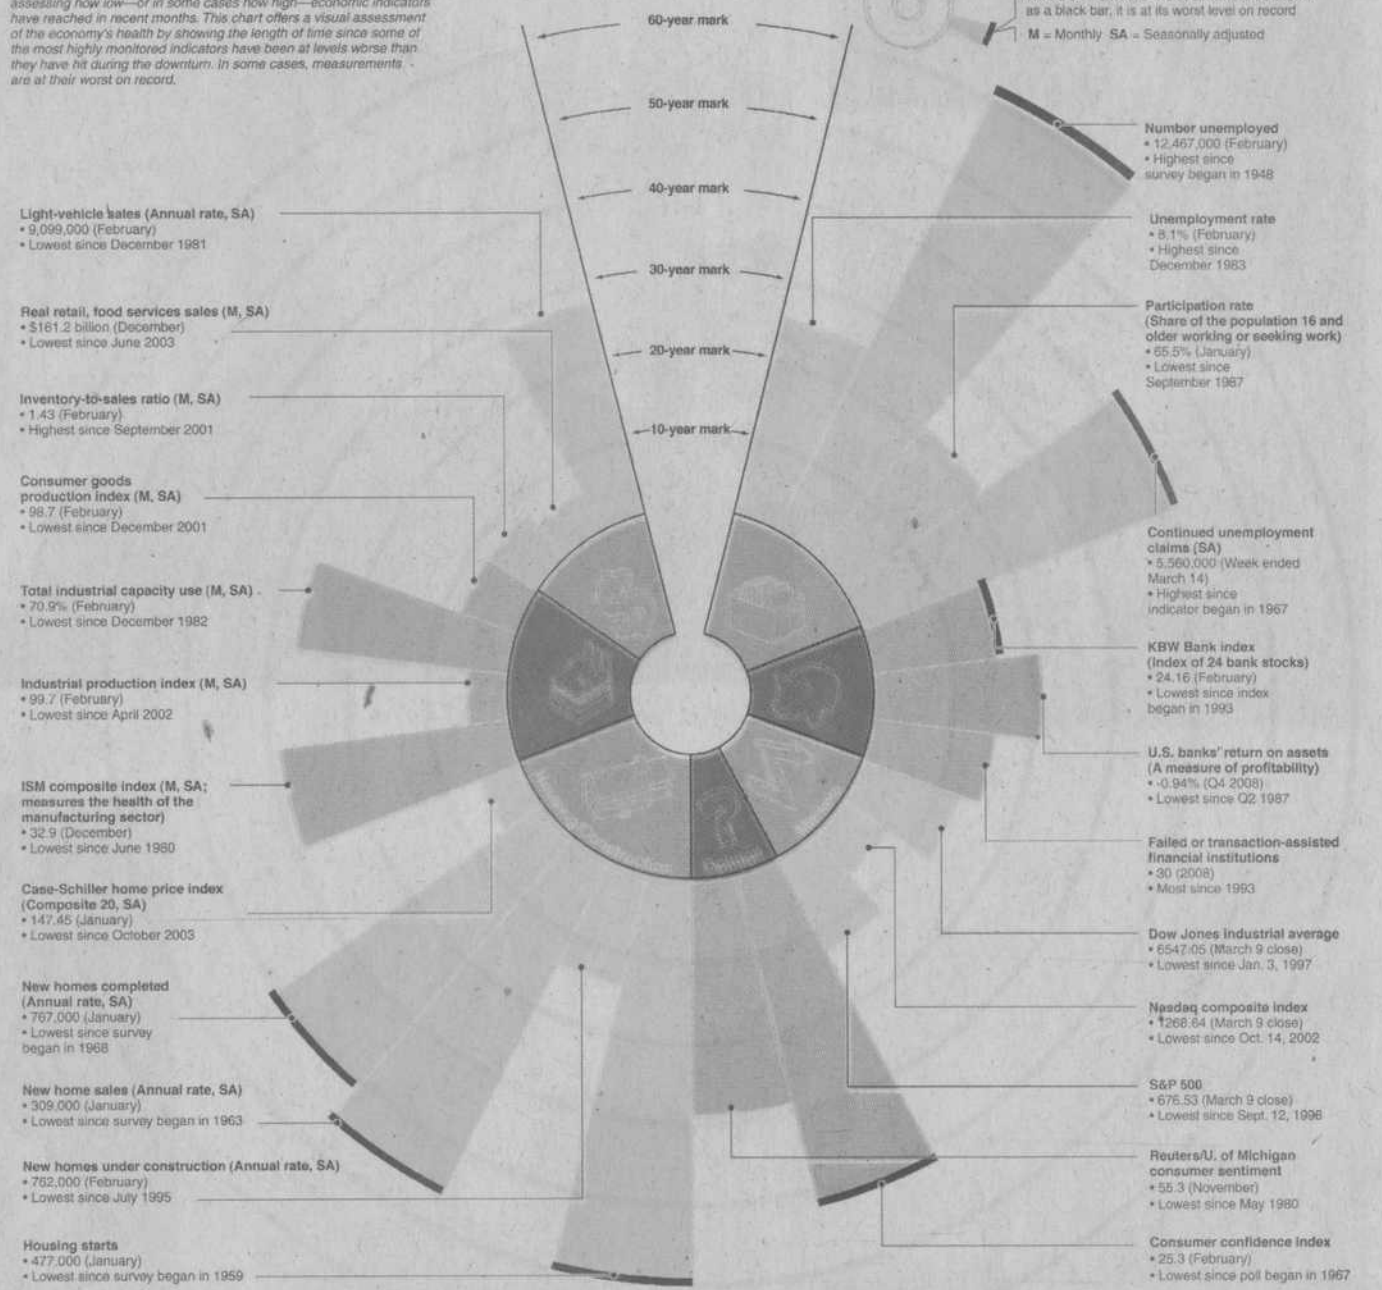 assessing how low—or in some cases how high—economic indicators
have reached in recent months. This chart offers a visual assessment
of the economy's health by showing the length of time since some of
the most highly monitored indicators have been at levels worse than
they have hit during the downturn. In some cases, measurements
are at their worst on record.
as a black bar, it is at its worst level on record
M = Monthly SA = Seasonally adjusted
60-year mark
50-year mark
40-year mark
30-year mark
20-year mark
10-year mark
Light-vehicle sales (Annual rate, SA)
• 9,099,000 (February)
• Lowest since December 1981
Real retail, food services sales (M, SA)
• $161.2 billion (December)
• Lowest since June 2003
Inventory-to-sales ratio (M, SA)
• 1.43 (February)
• Highest since September 2001
Consumer goods
production index (M, SA)
• 98.7 (February)
• Lowest since December 2001
Total industrial capacity use (M, SA)
• 70.9% (February)
• Lowest since December 1982
Industrial production index (M, SA)
• 99.7 (February)
• Lowest since April 2002
ISM composite index (M, SA;
measures the health of the
manufacturing sector)
• 32.9 (December)
• Lowest since June 1980
Case-Schiller home price index
(Composite 20, SA)
• 147.45 (January)
• Lowest since October 2003
New homes completed
(Annual rate, SA)
• 767,000 (January)
• Lowest since survey
began in 1968
New home sales (Annual rate, SA)
• 309,000 (January)
• Lowest since survey began in 1963
New homes under construction (Annual rate, SA)
• 762,000 (February)
• Lowest since July 1995
Housing starts
• 477,000 (January)
• Lowest since survey began in 1959
Number unemployed
• 12,467,000 (February)
• Highest since
survey began in 1948
Unemployment rate
• 8.1% (February)
• Highest since
December 1983
Participation rate
(Share of the population 16 and
older working or seeking work)
• 65.5% (January)
• Lowest since
September 1987
Continued unemployment
claims (SA)
• 5,560,000 (Week ended
March 14)
• Highest since
indicator began in 1967
KBW Bank index
(Index of 24 bank stocks)
• 24.16 (February)
• Lowest since index
began in 1993
U.S. banks' return on assets
(A measure of profitability)
• -0.94% (Q4 2008)
• Lowest since Q2 1987
Failed or transaction-assisted
financial institutions
• 30 (2008)
• Most since 1993
Dow Jones industrial average
• 6547.05 (March 9 close)
• Lowest since Jan. 3, 1997
Nasdaq composite index
• 1268.64 (March 9 close)
• Lowest since Oct. 14, 2002
S&P 500
• 676.53 (March 9 close)
• Lowest since Sept. 12, 1996
Reuters/U. of Michigan
consumer sentiment
• 55.3 (November)
• Lowest since May 1980
Consumer confidence index
• 25.3 (February)
• Lowest since poll began in 1967